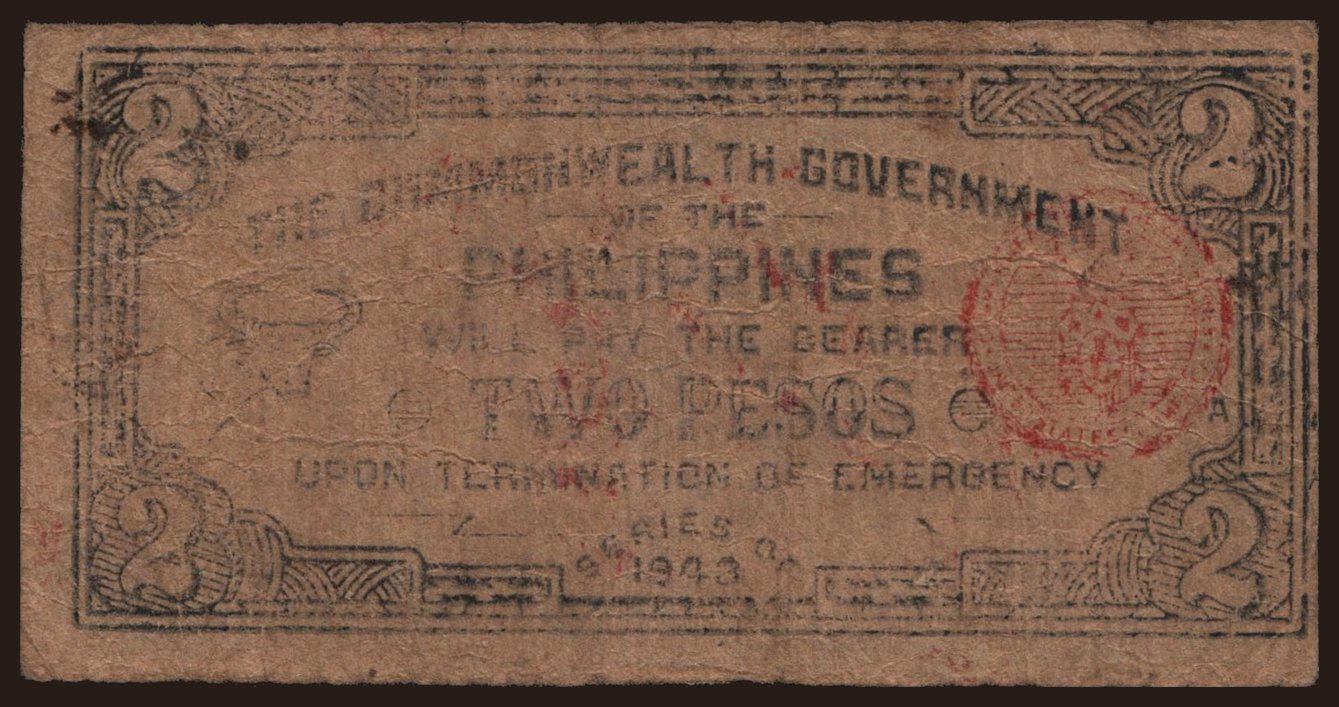 2 2
THE COMMONWEALTH GOVERNMENT
OF THE
PHILIPPINES
WILL PAY THE BEARER
TWO PESOS
A
UPON TERMINATION OF EMERGENCY
SERIES
1943
2 2